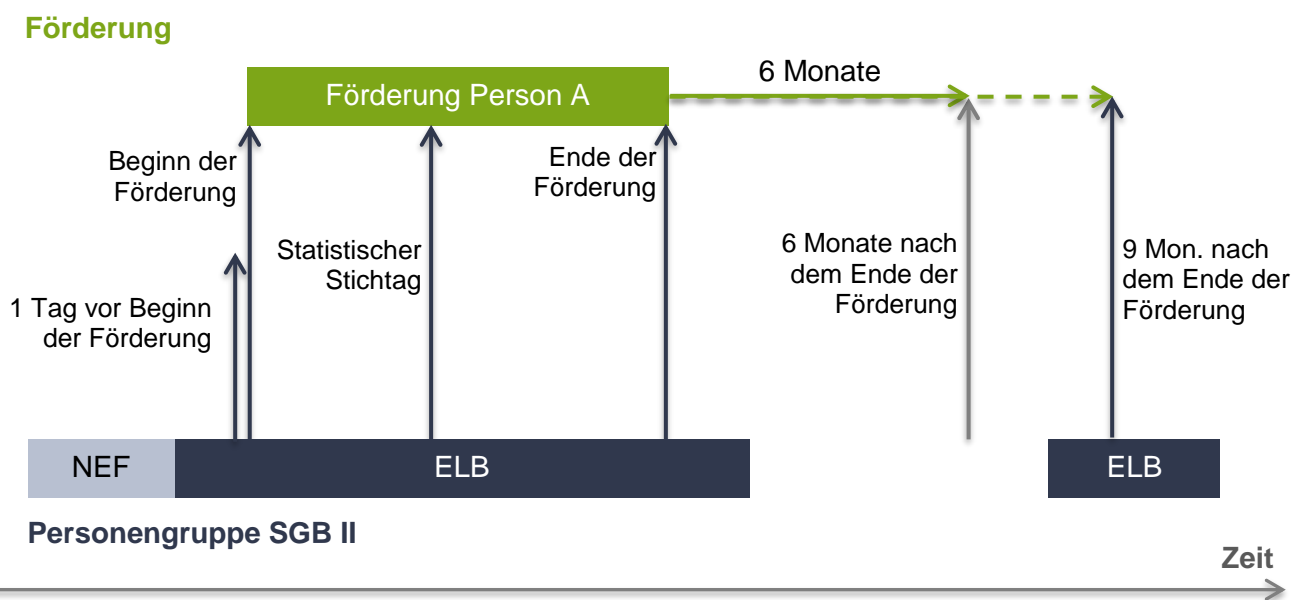 Förderung
6 Monate
Förderung Person A
Beginn der
Förderung
Ende der
Förderung
Statistischer
Stichtag
6 Monate nach
dem Ende der
Förderung
9 Mon. nach
dem Ende der
Förderung
1 Tag vor Beginn
der Förderung
NEF
ELB
ELB
Personengruppe SGB II
Zeit